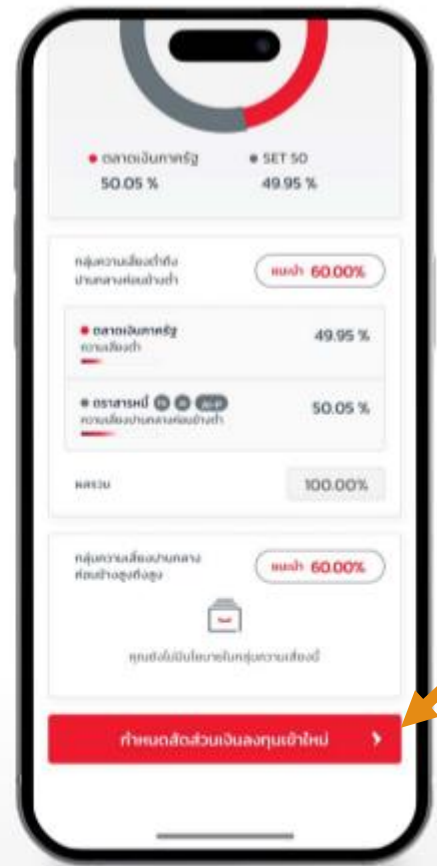 ตลาดเงินภาครัฐ
SET 50
50.05 %
49.95 %
กลุ่มความเสี่ยงต่ำถึง
ปานกลางค่อนข้างต่ำ
แนะนำ 60.00%
ตลาดเงินภาครัฐ
ความเสี่ยงต่ำ
49.95 %
ตราสารหนี้
ความเสี่ยงปานกลางค่อนข้างต่ำ
50.05 %
ผลรวม
100.00%
กลุ่มความเสี่ยงปานกลาง
ค่อนข้างสูงถึงสูง
แนะนำ 60.00%
คุณยังไม่มีนโยบายในกลุ่มความเสี่ยงนี้
กำหนดสัดส่วนเงินลงทุนเข้าใหม่